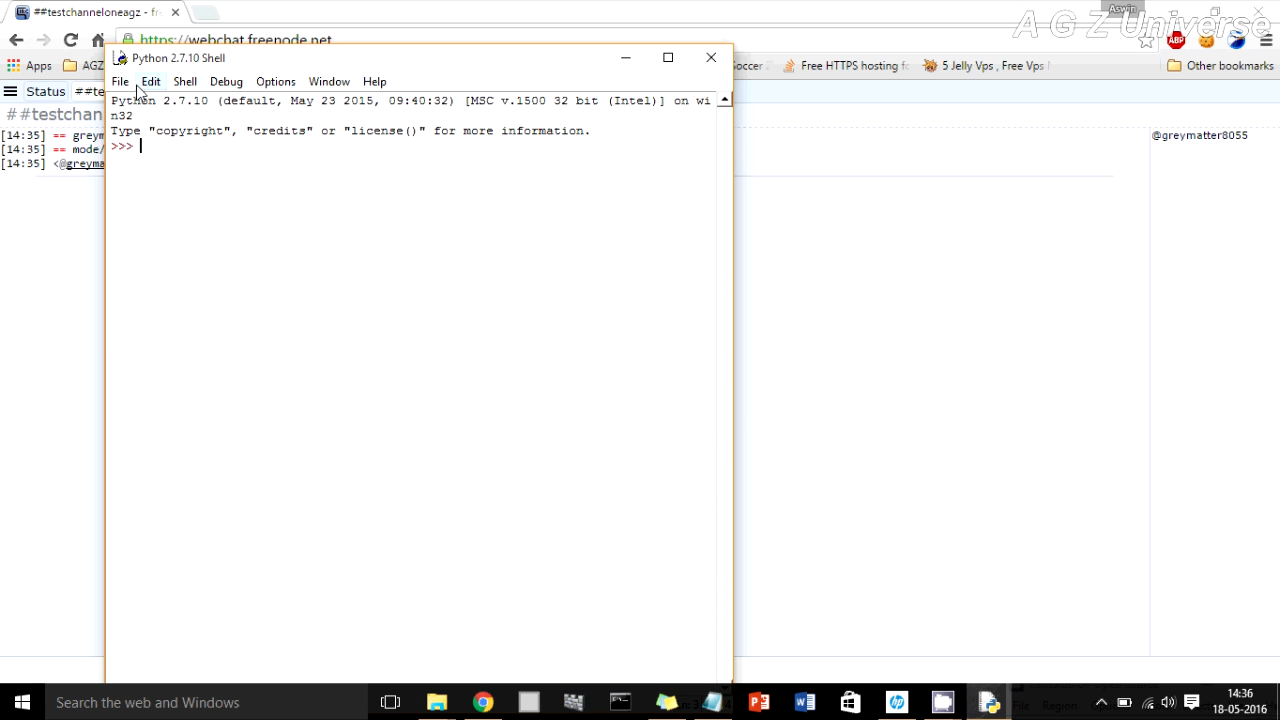 ##testchanneloneagz - fr
Aswin
A G Z Universe
https://webchat.freenode.net
Apps
AGZ
Soccer
Free HTTPS hosting fo
5 Jelly Vps , Free Vps
Other bookmarks
Python 2.7.10 Shell
File Edit Shell Debug Options Window Help
Status
##te
##testchan
[14:35] == greym
[14:35] == mode/
[14:35] <@greyma
@greymatter8055
Python 2.7.10 (default, May 23 2015, 09:40:32) [MSC v.1500 32 bit (Intel)] on wi
n32
Type "copyright", "credits" or "license()" for more information.
>>>
Search the web and Windows
14:36
18-05-2016